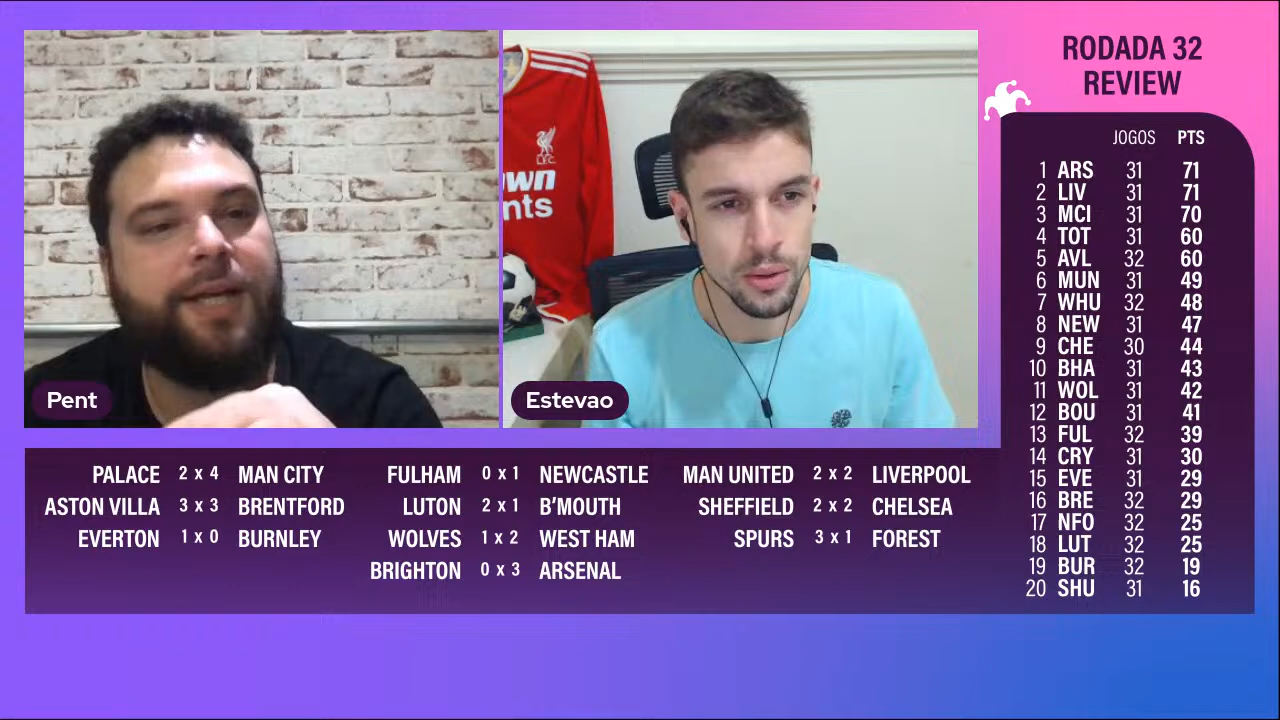 RODADA 32
REVIEW
L.F.C.
wn
nts
Pent
Estevao
JOGOS PTS
1 ARS 31 71
2 LIV 31 71
3 MCI 31 70
4 TOT 31 60
5 AVL 32 60
6 MUN 31 49
7 WHU 32 48
8 NEW 31 47
9 CHE 30 44
10 BHA 31 43
11 WOL 31 42
12 BOU 31 41
13 FUL 32 39
14 CRY 31 30
15 EVE 31 29
16 BRE 32 29
17 NFO 32 25
18 LUT 32 25
19 BUR 32 19
20 SHU 31 16
PALACE 2 x 4 MAN CITY
ASTON VILLA 3 x 3 BRENTFORD
EVERTON 1 x 0 BURNLEY
FULHAM 0 x 1 NEWCASTLE
LUTON 2 x 1 B'MOUTH
WOLVES 1 x 2 WEST HAM
BRIGHTON 0 x 3 ARSENAL
MAN UNITED 2 x 2 LIVERPOOL
SHEFFIELD 2 x 2 CHELSEA
SPURS 3 x 1 FOREST